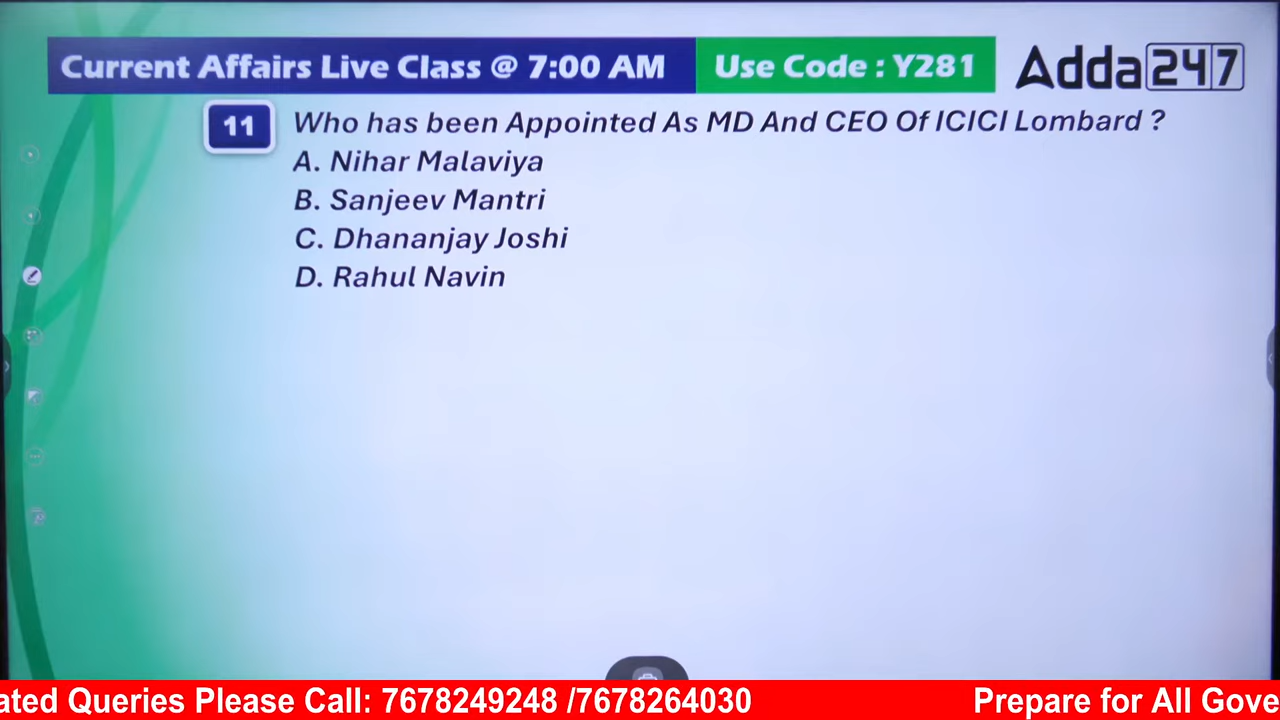 Current Affairs Live Class @ 7:00 AM
Use Code : Y281
Adda247
11
Who has been Appointed As MD And CEO Of ICICI Lombard ?
A. Nihar Malaviya
B. Sanjeev Mantri
C. Dhananjay Joshi
D. Rahul Navin
ated Queries Please Call: 7678249248 /7678264030
Prepare for All Gove